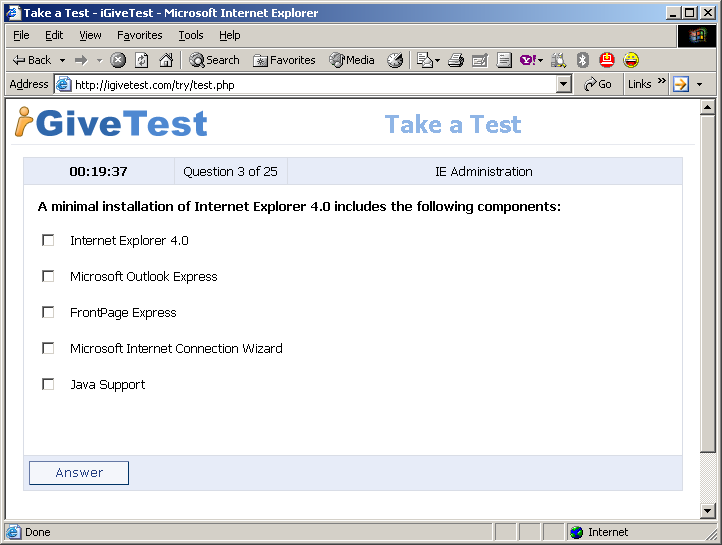 Take a Test - iGiveTest - Microsoft Internet Explorer
File Edit View Favorites Tools Help
Back Search Favorites Media
Address http://igivetest.com/try/test.php Go Links »
iGiveTest Take a Test
00:19:37 Question 3 of 25 IE Administration
A minimal installation of Internet Explorer 4.0 includes the following components:
Internet Explorer 4.0
Microsoft Outlook Express
FrontPage Express
Microsoft Internet Connection Wizard
Java Support
Answer
Done Internet